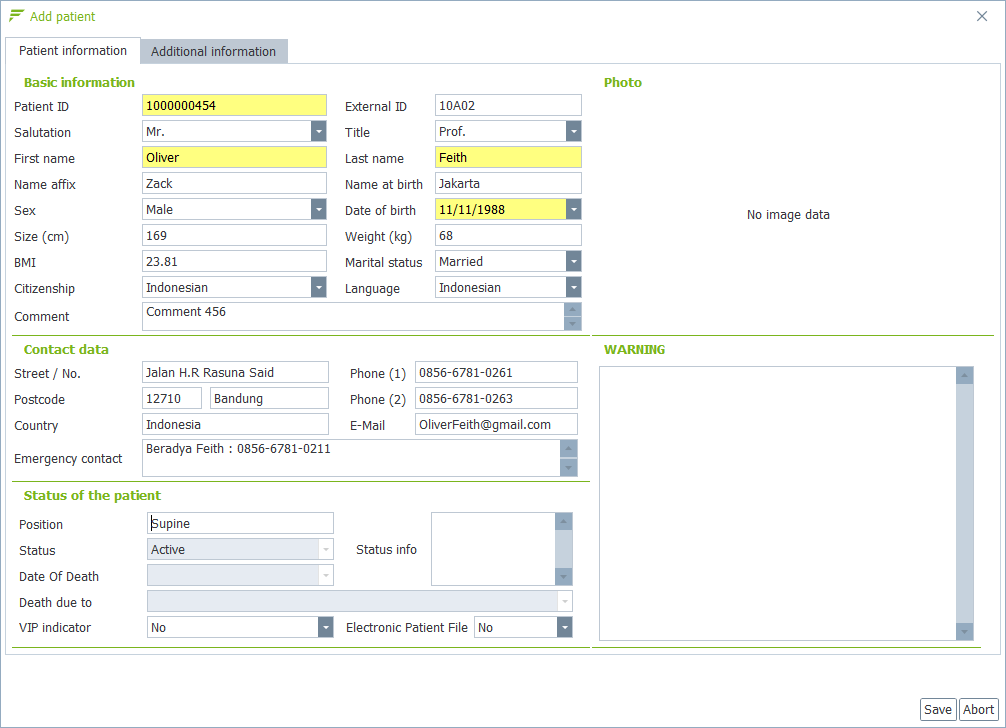 Add patient
Patient information Additional information
Basic information
Patient ID 1000000454 External ID 10A02
Salutation Mr. Title Prof.
First name Oliver Last name Feith
Name affix Zack Name at birth Jakarta
Sex Male Date of birth 11/11/1988
Size (cm) 169 Weight (kg) 68
BMI 23.81 Marital status Married
Citizenship Indonesian Language Indonesian
Comment Comment 456
Photo
No image data
Contact data
Street / No. Jalan H.R Rasuna Said Phone (1) 0856-6781-0261
Postcode 12710 Bandung Phone (2) 0856-6781-0263
Country Indonesia E-Mail OliverFeith@gmail.com
Emergency contact Beradya Feith : 0856-6781-0211
WARNING
Status of the patient
Position Supine
Status Active Status info
Date Of Death
Death due to
VIP indicator No Electronic Patient File No
Save Abort